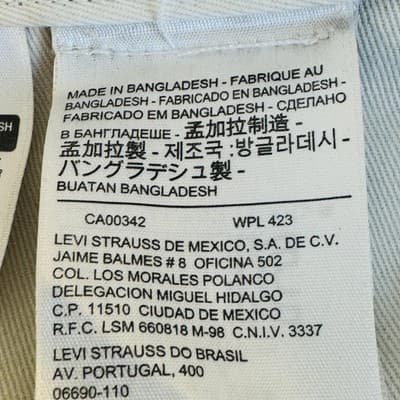 SH
MADE IN BANGLADESH - FABRIQUE AU
BANGLADESH - FABRICADO EN BANGLADESH -
FABRICADO EM BANGLADESH - СДЕЛАНО
В БАНГЛАДЕШЕ - 孟加拉制造 -
孟加拉製 - 제조국 :방글라데시 -
バングラデシュ製 -
BUATAN BANGLADESH
CA00342 WPL 423
LEVI STRAUSS DE MEXICO, S.A. DE C.V.
JAIME BALMES # 8 OFICINA 502
COL. LOS MORALES POLANCO
DELEGACION MIGUEL HIDALGO
C.P. 11510 CIUDAD DE MEXICO
R.F.C. LSM 660818 M-98 C.N.I.V. 3337
LEVI STRAUSS DO BRASIL
AV. PORTUGAL, 400
06690-110